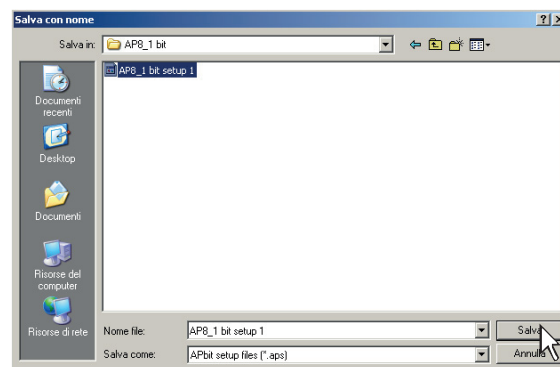 Salva con nome
Salva in:
AP8_1 bit
AP8_1 bit setup 1
Documenti
recenti
Desktop
Documenti
Risorse del
computer
Risorse di rete
Nome file:
AP8_1 bit setup 1
Salva
Salva come:
APbit setup files (*.aps)
Annulla